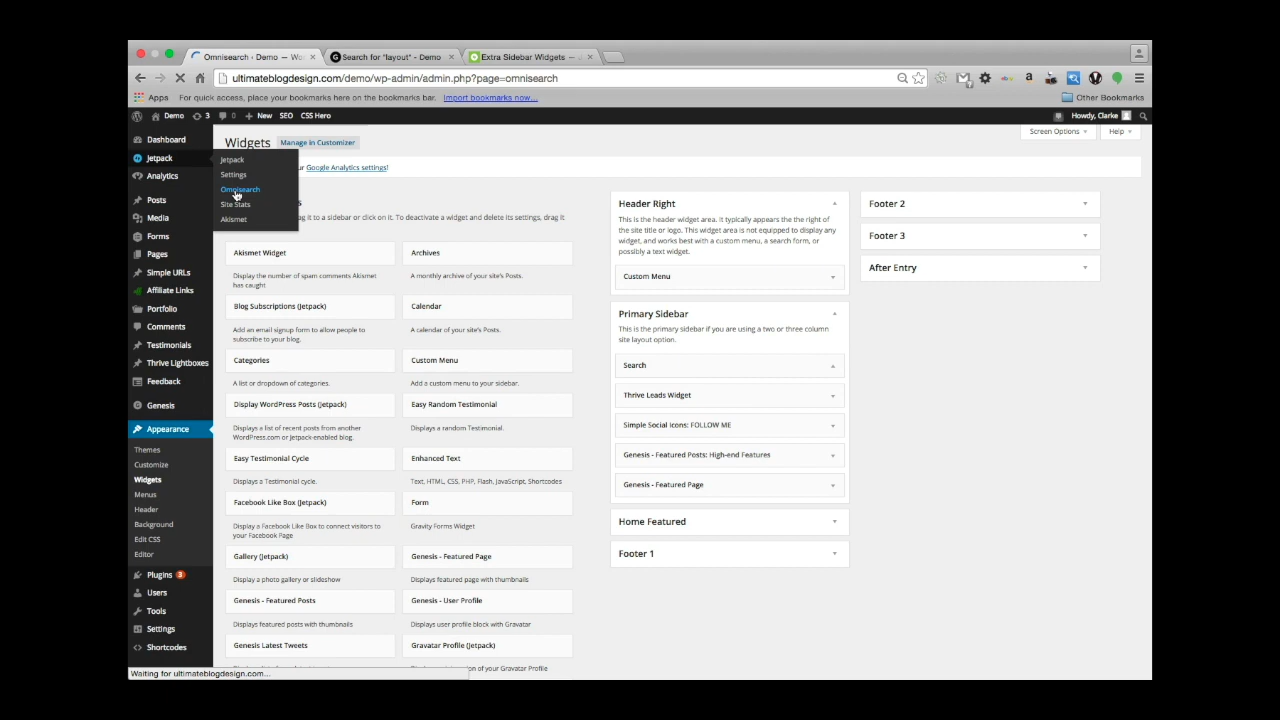 Omnisearch ‹ Demo — Wo
Search for "layout" - Demo
Extra Sidebar Widgets —
ultimateblogdesign.com/demo/wp-admin/admin.php?page=omnisearch
Apps
For quick access, place your bookmarks here on the bookmarks bar.
Import bookmarks now...
Other Bookmarks
Demo
3
0
New
SEO
CSS Hero
Howdy, Clarke
Dashboard
Jetpack
Analytics
Posts
Media
Forms
Pages
Simple URLs
Affiliate Links
Portfolio
Comments
Testimonials
Thrive Lightboxes
Feedback
Genesis
Appearance
Themes
Customize
Widgets
Menus
Header
Background
Edit CSS
Editor
Plugins 3
Users
Tools
Settings
Shortcodes
Jetpack
Settings
Omnisearch
Site Stats
Akismet
Widgets
Manage in Customizer
Screen Options
Help
our Google Analytics settings!
drag it to a sidebar or click on it. To deactivate a widget and delete its settings, drag it
Akismet Widget
Display the number of spam comments Akismet
has caught
Archives
A monthly archive of your site's Posts.
Blog Subscriptions (Jetpack)
Add an email signup form to allow people to
subscribe to your blog.
Calendar
A calendar of your site's Posts.
Categories
A list or dropdown of categories.
Custom Menu
Add a custom menu to your sidebar.
Display WordPress Posts (Jetpack)
Displays a list of recent posts from another
WordPress.com or Jetpack-enabled blog.
Easy Random Testimonial
Displays a random Testimonial.
Easy Testimonial Cycle
Displays a Testimonial cycle.
Enhanced Text
Text, HTML, CSS, PHP, Flash, JavaScript, Shortcodes
Facebook Like Box (Jetpack)
Display a Facebook Like Box to connect visitors to
your Facebook Page
Form
Gravity Forms Widget
Gallery (Jetpack)
Display a photo gallery or slideshow
Genesis - Featured Page
Displays featured page with thumbnails
Genesis - Featured Posts
Displays featured posts with thumbnails
Genesis - User Profile
Displays user profile block with Gravatar
Genesis Latest Tweets
Gravatar Profile (Jetpack)
of your Gravatar Profile
Header Right
This is the header widget area. It typically appears the the right of
the site title or logo. This widget area is not equipped to display any
widget, and works best with a custom menu, a search form, or
possibly a text widget.
Custom Menu
Primary Sidebar
This is the primary sidebar if you are using a two or three column
site layout option.
Search
Thrive Leads Widget
Simple Social Icons: FOLLOW ME
Genesis - Featured Posts: High-end Features
Genesis - Featured Page
Home Featured
Footer 1
Footer 2
Footer 3
After Entry
Waiting for ultimateblogdesign.com...